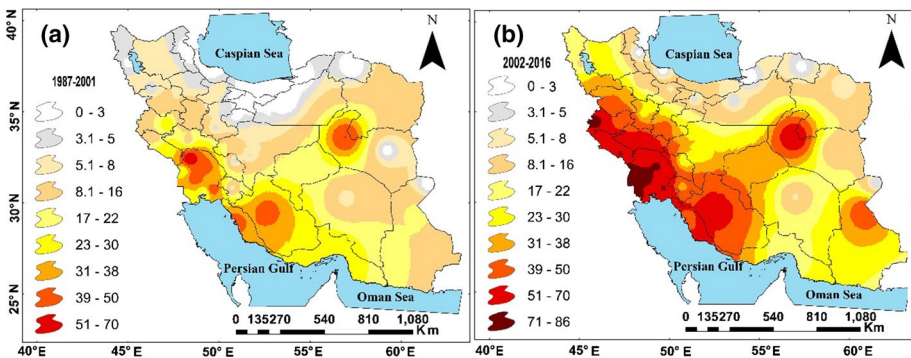 (a)
N
Caspian Sea
1987-2001
0 - 3
3.1 - 5
5.1 - 8
8.1 - 16
17 - 22
23 - 30
31 - 38
39 - 50
51 - 70
Persian Gulf
Oman Sea
0 135270 540 810 1,080
Km
40° N
35°N
30°N
25°N
40°E 45°E 50°E 55°E 60°E
(b)
N
Caspian Sea
2002-2016
0 - 3
3.1 - 5
5.1 - 8
8.1 - 16
17 - 22
23 - 30
31 - 38
39 - 50
51 - 70
71 - 86
Persian Gulf
Oman Sea
0 135270 540 810 1,080
Km
40° N
35°N
30°N
25°N
40°E 45°E 50°E 55°E 60°E